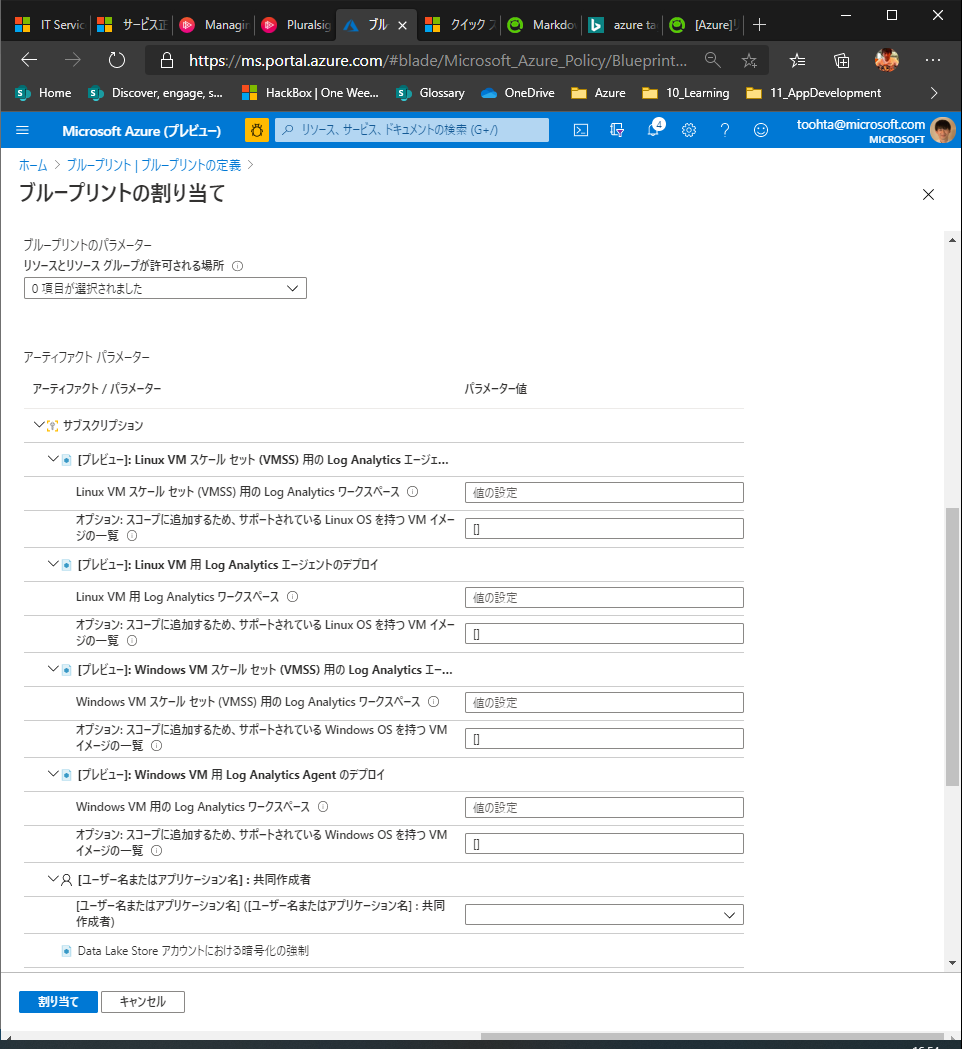 IT Servic
サービス正
Managin
Pluralsig
ブル
クイック ス
Markdo
azure ta
[Azure]リ
https://ms.portal.azure.com/#blade/Microsoft_Azure_Policy/Blueprint...
Home
Discover, engage, s...
HackBox | One Wee...
Glossary
OneDrive
Azure
10_Learning
11_AppDevelopment
Microsoft Azure (プレビュー)
リソース、サービス、ドキュメントの検索 (G+/)
4
toohta@microsoft.com
MICROSOFT
ホーム > ブループリント | ブループリントの定義 >
ブループリントの割り当て
ブループリントのパラメーター
リソースとリソース グループが許可される場所
0 項目が選択されました
アーティファクト パラメーター
アーティファクト / パラメーター
パラメーター値
サブスクリプション
[プレビュー]: Linux VM スケール セット (VMSS) 用の Log Analytics エージェ...
Linux VM スケール セット (VMSS) 用の Log Analytics ワークスペース
値の設定
オプション: スコープに追加するため、サポートされている Linux OS を持つ VM イメー
ジの一覧
[]
[プレビュー]: Linux VM 用 Log Analytics エージェントのデプロイ
Linux VM 用 Log Analytics ワークスペース
値の設定
オプション: スコープに追加するため、サポートされている Linux OS を持つ VM イメー
ジの一覧
[]
[プレビュー]: Windows VM スケール セット (VMSS) 用の Log Analytics エー...
Windows VM スケール セット (VMSS) 用の Log Analytics ワークスペース
値の設定
オプション: スコープに追加するため、サポートされている Windows OS を持つ VM
イメージの一覧
[]
[プレビュー]: Windows VM 用 Log Analytics Agent のデプロイ
Windows VM 用の Log Analytics ワークスペース
値の設定
オプション: スコープに追加するため、サポートされている Windows OS を持つ VM
イメージの一覧
[]
[ユーザー名またはアプリケーション名] : 共同作成者
[ユーザー名またはアプリケーション名] ([ユーザー名またはアプリケーション名] : 共同
作成者)
Data Lake Store アカウントにおける暗号化の強制
割り当て
キャンセル